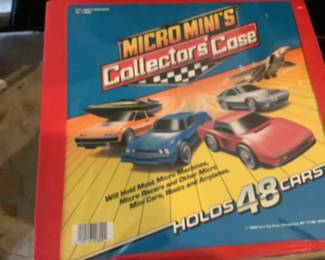 MICRO MINI'S
Collector's Case
Will Hold Most Micro Machines,
Micro Racers and Other Micro
Mini Cars, Boats and Airplanes.
HOLDS 48 CARS